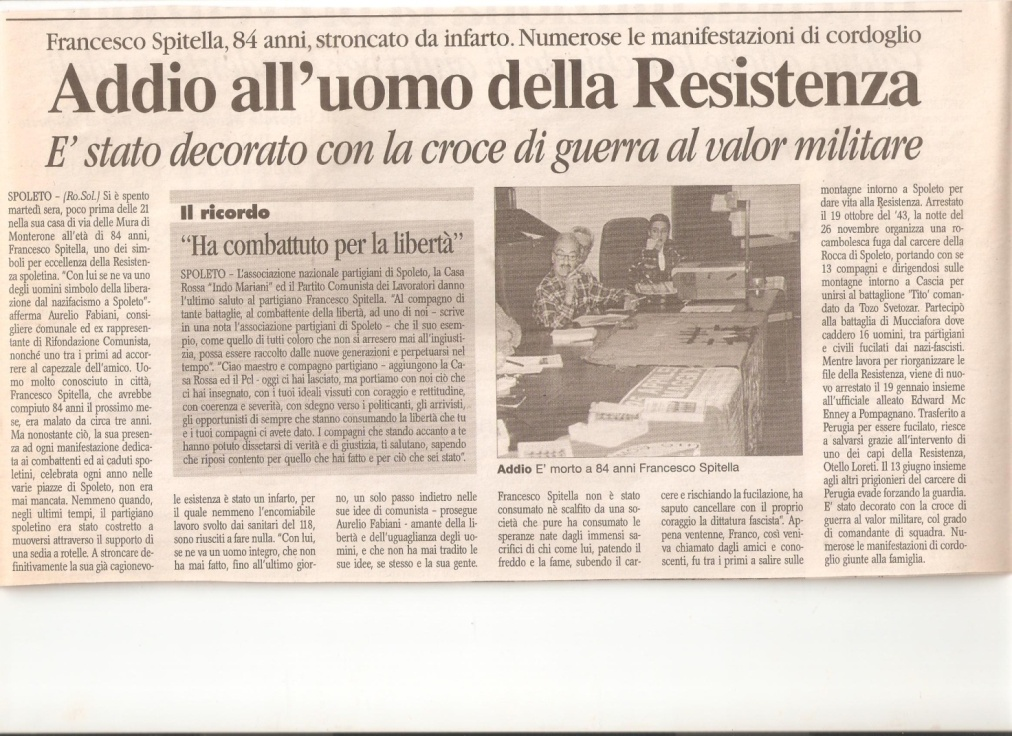 Francesco Spitella, 84 anni, stroncato da infarto. Numerose le manifestazioni di cordoglio
Addio all'uomo della Resistenza
E' stato decorato con la croce di guerra al valor militare
SPOLETO – (Ro.Sol.) Si è spento
martedì sera, poco prima delle 21
nella sua casa di via delle Mura di
Monterone all'età di 84 anni,
Francesco Spitella, uno dei sim-
boli per eccellenza della Resisten-
za spoletina. "Con lui se ne va uno
degli uomini simbolo della libera-
zione dal nazifacismo a Spoleto"-
afferma Aurelio Fabiani, consi-
gliere comunale ed ex rappresen-
tante di Rifondazione Comunista,
nonché uno tra i primi ad accor-
rere al capezzale dell'amico. Uo-
mo molto conosciuto in città,
Francesco Spitella, che avrebbe
compiuto 84 anni il prossimo me-
se, era malato da circa tre anni.
Ma nonostante ciò, la sua presen-
za ad ogni manifestazione dedica-
ta ai combattenti ed ai caduti spo-
letini, celebrata ogni anno nelle
varie piazze di Spoleto, non era
mai mancata. Nemmeno quando,
negli ultimi tempi, il partigiano
spoletino era stato costretto a
muoversi attraverso il supporto di
una sedia a rotelle. A stroncare de-
finitivamente la sua già cagionevo-
Il ricordo
"Ha combattuto per la libertà"
SPOLETO – L'associazione nazionale partigiani di Spoleto, la Casa
Rossa "Indo Mariani" ed il Partito Comunista dei Lavoratori danno
l'ultimo saluto al partigiano Francesco Spitella. "Al compagno di
tante battaglie, al combattente della libertà, ad uno di noi – scrive
in una nota l'associazione partigiani di Spoleto – che il suo esem-
pio, come quello di tutti coloro che non si arresero mai all'ingiusti-
zia, possa essere raccolto dalle nuove generazioni e perpetuarsi nel
tempo". "Ciao maestro e compagno partigiano – aggiungono la Ca-
sa Rossa ed il Pcl - oggi ci hai lasciato, ma portiamo con noi ciò che
ci hai insegnato, con i tuoi ideali vissuti con coraggio e rettitudine,
con coerenza e severità, con sdegno verso i politicanti, gli arrivisti,
gli opportunisti di sempre che stanno consumando la libertà che tu
e i tuoi compagni ci avete dato. I compagni che stando accanto a te
hanno potuto dissetarsi di verità e di giustizia, ti salutano, sapendo
che riposi contento per quello che hai fatto e per ciò che sei stato".
Addio E' morto a 84 anni Francesco Spitella
le esistenza è stato un infarto, per
il quale nemmeno l'encomiabile
lavoro svolto dai sanitari del 118,
sono riusciti a fare nulla. "Con lui,
se ne va un uomo integro, che non
ha mai fatto, fino all'ultimo gior-
no, un solo passo indietro nelle
sue idee di comunista – prosegue
Aurelio Fabiani - amante della li-
bertà e dell'uguaglianza degli uo-
mini, e che non ha mai tradito le
sue idee, se stesso e la sua gente.
Francesco Spitella non è stato
consumato nè scalfito da una so-
cietà che pure ha consumato le
speranze nate dagli immensi sa-
crifici di chi come lui, patendo il
freddo e la fame, subendo il car-
cere e rischiando la fucilazione, ha
saputo cancellare con il proprio
coraggio la dittatura fascista". Ap-
pena ventenne, Franco, così veni-
va chiamato dagli amici e cono-
scenti, fu tra i primi a salire sulle
montagne intorno a Spoleto per
dare vita alla Resistenza. Arrestato
il 19 ottobre del '43, la notte del
26 novembre organizza una ro-
cambolesca fuga dal carcere della
Rocca di Spoleto, portando con se
13 compagni e dirigendosi sulle
montagne intorno a Cascia per
unirsi al battaglione 'Tito' coman-
dato da Tozo Svetozar. Partecipò
alla battaglia di Mucciafora dove
caddero 16 uomini, tra partigiani
e civili fucilati dai nazi-fascisti.
Mentre lavora per riorganizzare le
file della Resistenza, viene di nuo-
vo arrestato il 19 gennaio insieme
all'ufficiale alleato Edward Mc
Enney a Pompagnano. Trasferito a
Perugia per essere fucilato, riesce
a salvarsi grazie all'intervento di
uno dei capi della Resistenza,
Otello Loreti. Il 13 giugno insieme
agli altri prigionieri del carcere di
Perugia evade forzando la guardia.
E' stato decorato con la croce di
guerra al valor militare, col grado
di comandante di squadra. Nu-
merose le manifestazioni di cordo-
glio giunte alla famiglia.